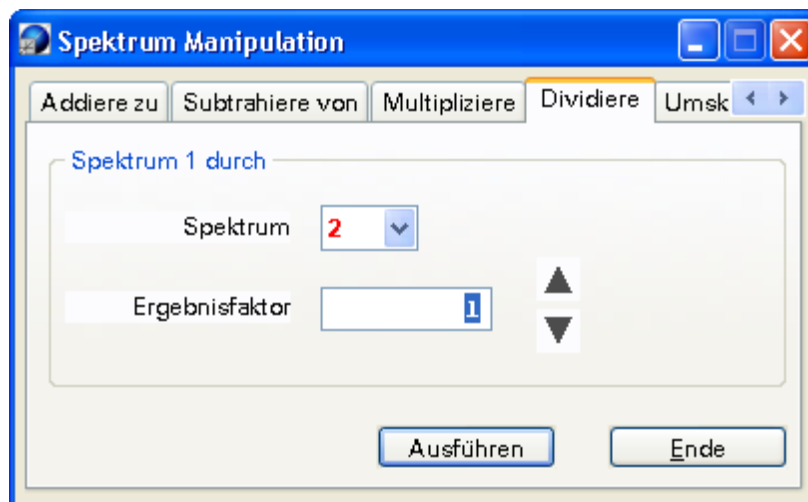 Spektrum Manipulation
Addiere zu Subtrahiere von Multipliziere Dividiere Umsk
Spektrum 1 durch
Spektrum 2
Ergebnisfaktor 1
Ausführen Ende